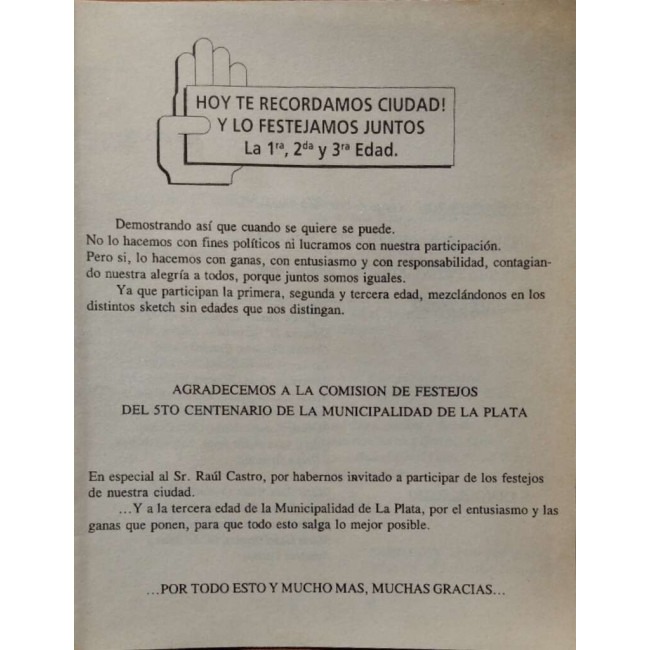 HOY TE RECORDAMOS CIUDAD!
Y LO FESTEJAMOS JUNTOS
La 1ra, 2da y 3ra Edad.
Demostrando así que cuando se quiere se puede.
No lo hacemos con fines políticos ni lucramos con nuestra participación.
Pero si, lo hacemos con ganas, con entusiasmo y con responsabilidad, contagian-
do nuestra alegría a todos, porque juntos somos iguales.
Ya que participan la primera, segunda y tercera edad, mezclándonos en los
distintos sketch sin edades que nos distingan.
AGRADECEMOS A LA COMISION DE FESTEJOS
DEL 5TO CENTENARIO DE LA MUNICIPALIDAD DE LA PLATA
En especial al Sr. Raúl Castro, por habernos invitado a participar de los festejos
de nuestra ciudad.
...Y a la tercera edad de la Municipalidad de La Plata, por el entusiasmo y las
ganas que ponen, para que todo esto salga lo mejor posible.
...POR TODO ESTO Y MUCHO MAS, MUCHAS GRACIAS...